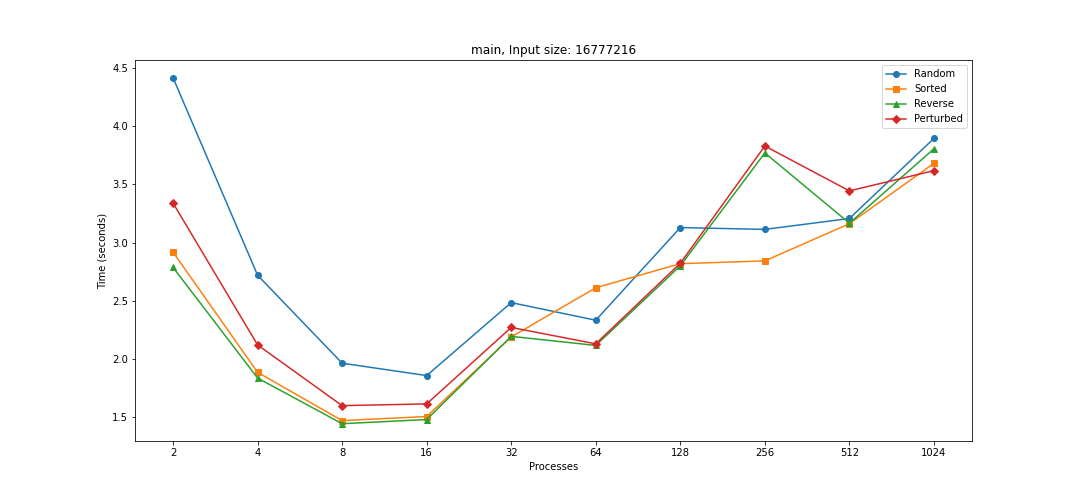 main, Input size: 16777216
Random
Sorted
Reverse
Perturbed
Time (seconds)
4.5
4.0
3.5
3.0
2.5
2.0
1.5
2 4 8 16 32 64 128 256 512 1024
Processes